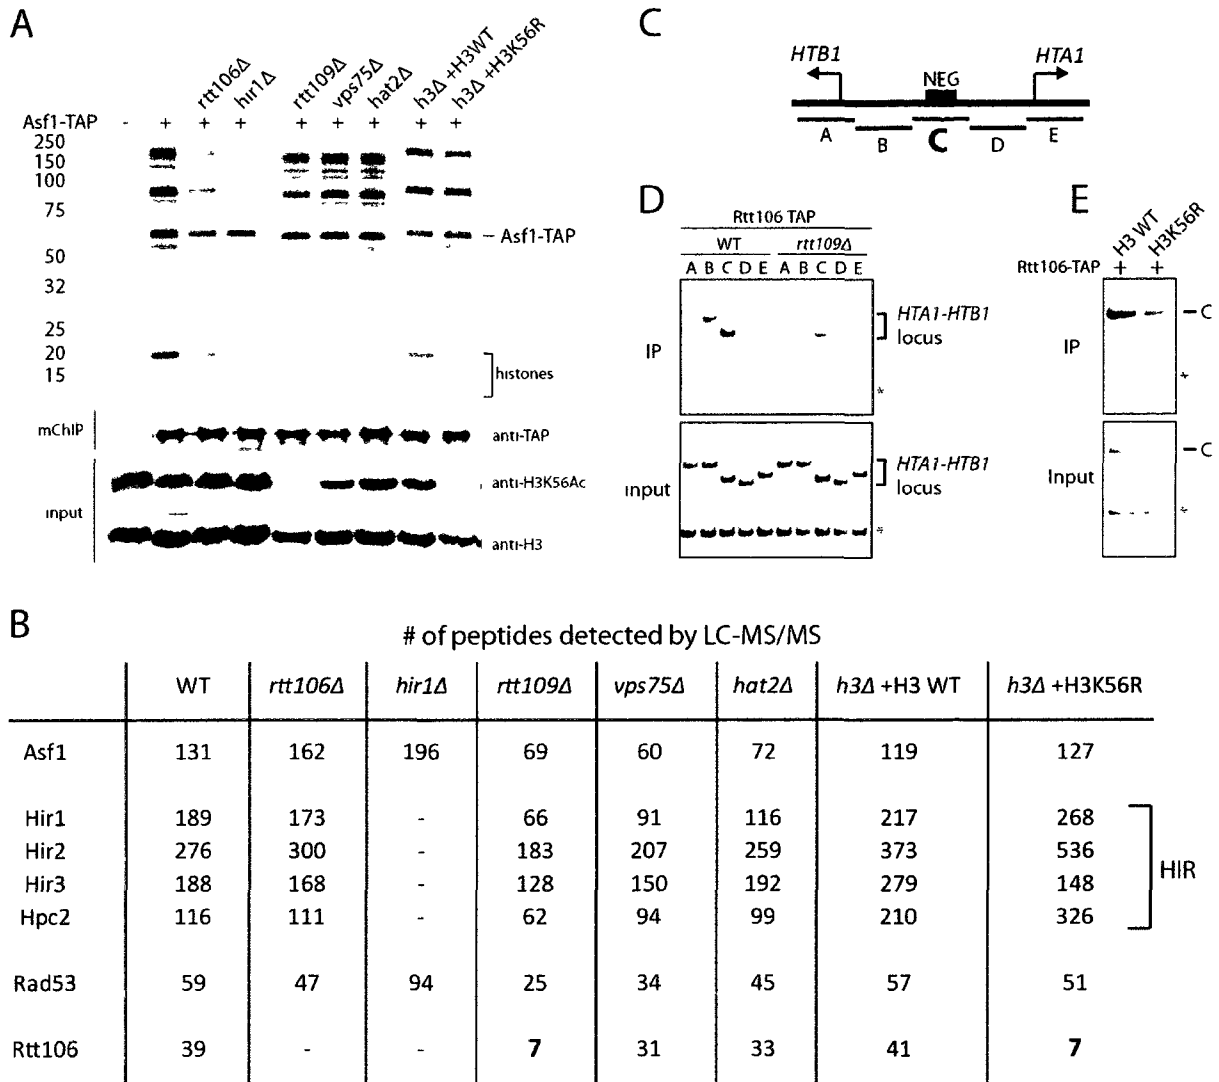 A
rtt106Δ
hır1Δ
rtt109Δ
vps75Δ
hat2Δ
h3Δ +H3WT
h3Δ +H3K56R
Asf1-TAP - + + + + + + + +
250
150
100
75
50
32
25
20
15
Asf1-TAP
histones
mChIP
anti-TAP
input
anti-H3K56Ac
anti-H3
C
HTB1
HTA1
NEG
A B C D E
D
Rtt106 TAP
WT rtt109Δ
A B C D E A B C D E
IP
HTA1-HTB1
locus
*
Input
HTA1-HTB1
locus
*
E
H3 WT
H3K56R
Rtt106-TAP + +
IP
C
*
Input
C
*
B
# of peptides detected by LC-MS/MS
WT rtt106Δ hir1Δ rtt109Δ vps75Δ hat2Δ h3Δ +H3 WT h3Δ +H3K56R
Asf1 131 162 196 69 60 72 119 127
Hir1 189 173 - 66 91 116 217 268
Hir2 276 300 - 183 207 259 373 536
Hir3 188 168 - 128 150 192 279 148
Hpc2 116 111 - 62 94 99 210 326
HIR
Rad53 59 47 94 25 34 45 57 51
Rtt106 39 - - 7 31 33 41 7